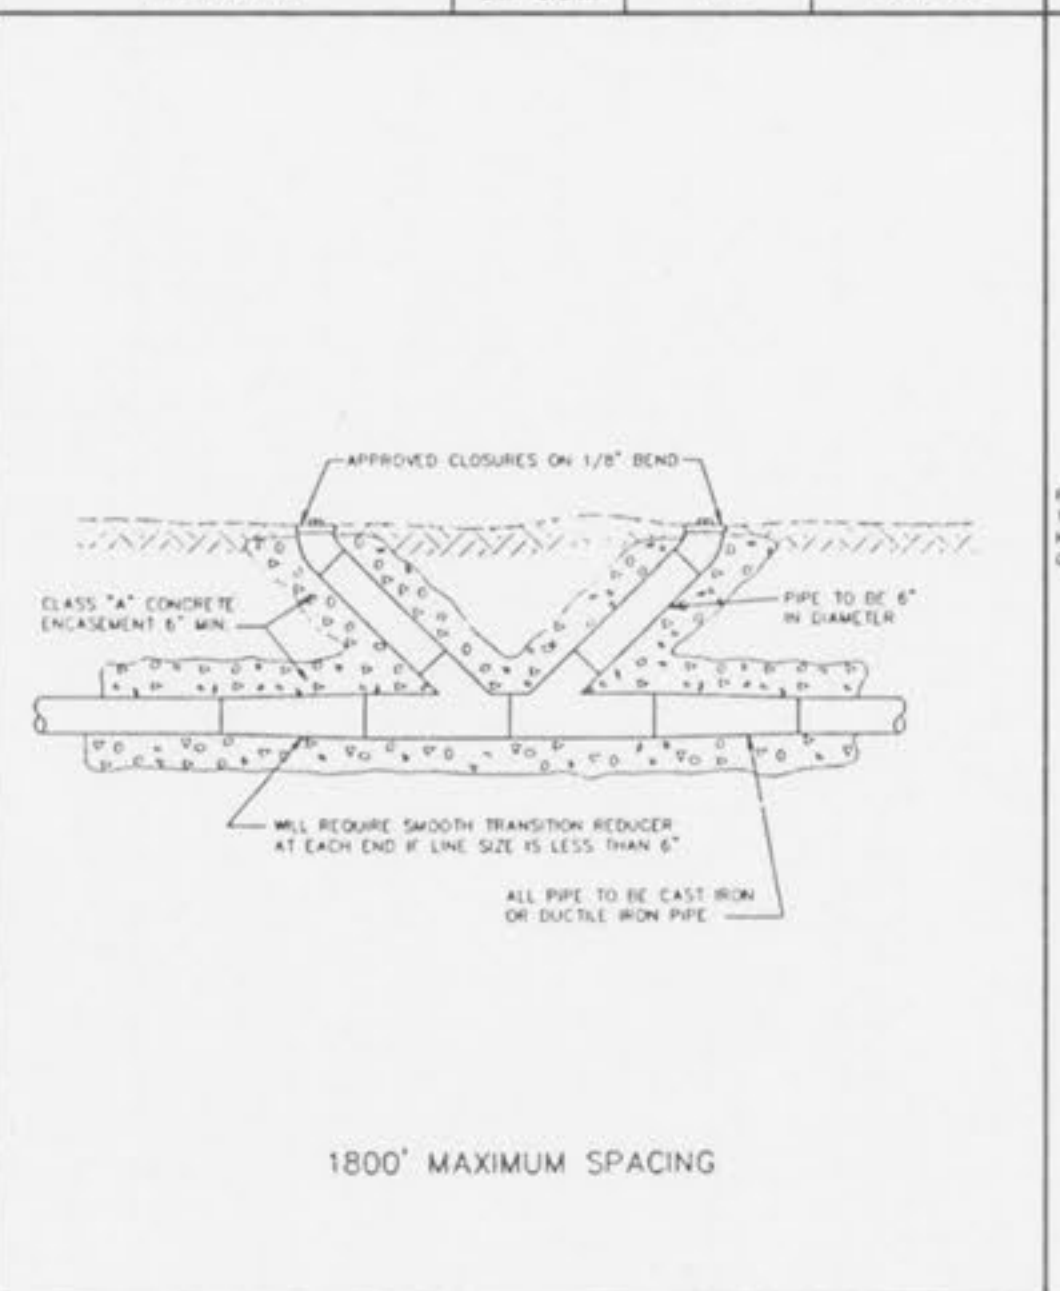 APPROVED CLOSURES ON 1/8" BEND
CLASS "A" CONCRETE
ENCASEMENT 6" MIN.
PIPE TO BE 6"
IN DIAMETER
WILL REQUIRE SMOOTH TRANSITION REDUCER
AT EACH END IF LINE SIZE IS LESS THAN 6"
ALL PIPE TO BE CAST IRON
OR DUCTILE IRON PIPE
1800' MAXIMUM SPACING